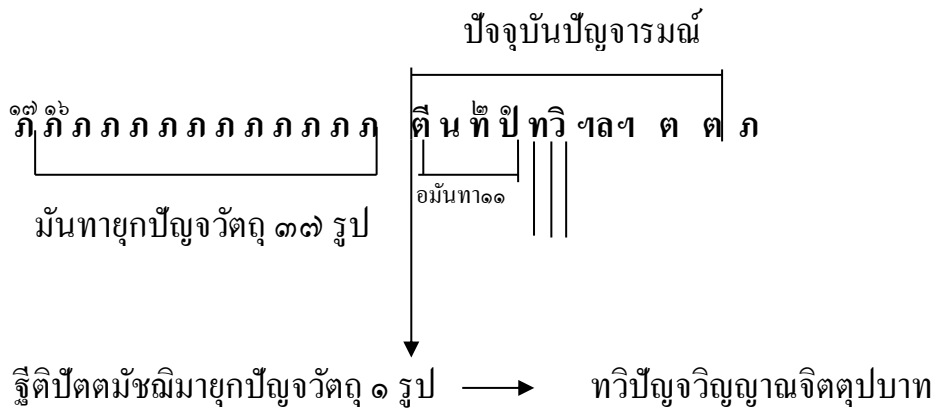 ปัจจุบันปัญจารมณ์
๑๗ ๑๖ ๒ ๑
ภ ภ ภ ภ ภ ภ ภ ภ ภ ภ ภ ภ ภ ตี น ท ป ทวิ ฯลฯ ต ต ภ
อมันทา๑๑
มันทายุกปัญจวัตถุ ๓๗ รูป
ฐีติปัตตมัชฌิมายุกปัญจวัตถุ ๑ รูป ทวิปัญจวิญญาณจิตตุปบาท